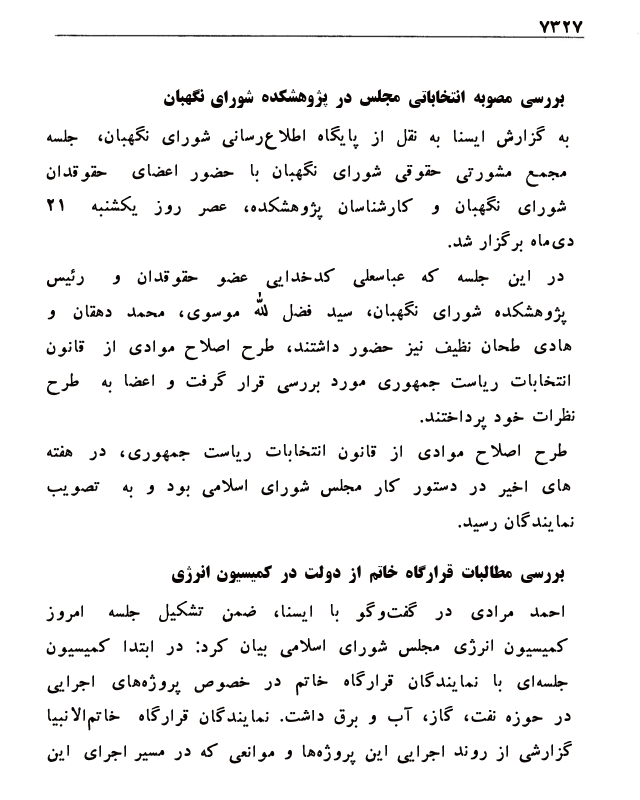 ۷۳۲۷
بررسی مصوبه انتخاباتی مجلس در پژوهشکده شورای نگهبان
به گزارش ایسنا به نقل از پایگاه اطلاع‌رسانی شورای نگهبان، جلسه
مجمع مشورتی حقوقی شورای نگهبان با حضور اعضای حقوقدان
شورای نگهبان و کارشناسان پژوهشکده، عصر روز یکشنبه ۲۱
دی‌ماه برگزار شد.
در این جلسه که عباسعلی کدخدایی عضو حقوقدان و رئیس
پژوهشکده شورای نگهبان، سید فضل الله موسوی، محمد دهقان و
هادی طحان نظیف نیز حضور داشتند، طرح اصلاح موادی از قانون
انتخابات ریاست جمهوری مورد بررسی قرار گرفت و اعضا به طرح
نظرات خود پرداختند.
طرح اصلاح موادی از قانون انتخابات ریاست جمهوری، در هفته
های اخیر در دستور کار مجلس شورای اسلامی بود و به تصویب
نمایندگان رسید.
بررسی مطالبات قرارگاه خاتم از دولت در کمیسیون انرژی
احمد مرادی در گفت‌وگو با ایسنا، ضمن تشکیل جلسه امروز
کمیسیون انرژی مجلس شورای اسلامی بیان کرد: در ابتدا کمیسیون
جلسه‌ای با نمایندگان قرارگاه خاتم در خصوص پروژه‌های اجرایی
در حوزه نفت، گاز، آب و برق داشت. نمایندگان قرارگاه خاتم‌الانبیا
گزارشی از روند اجرایی این پروژه‌ها و موانعی که در مسیر اجرای این